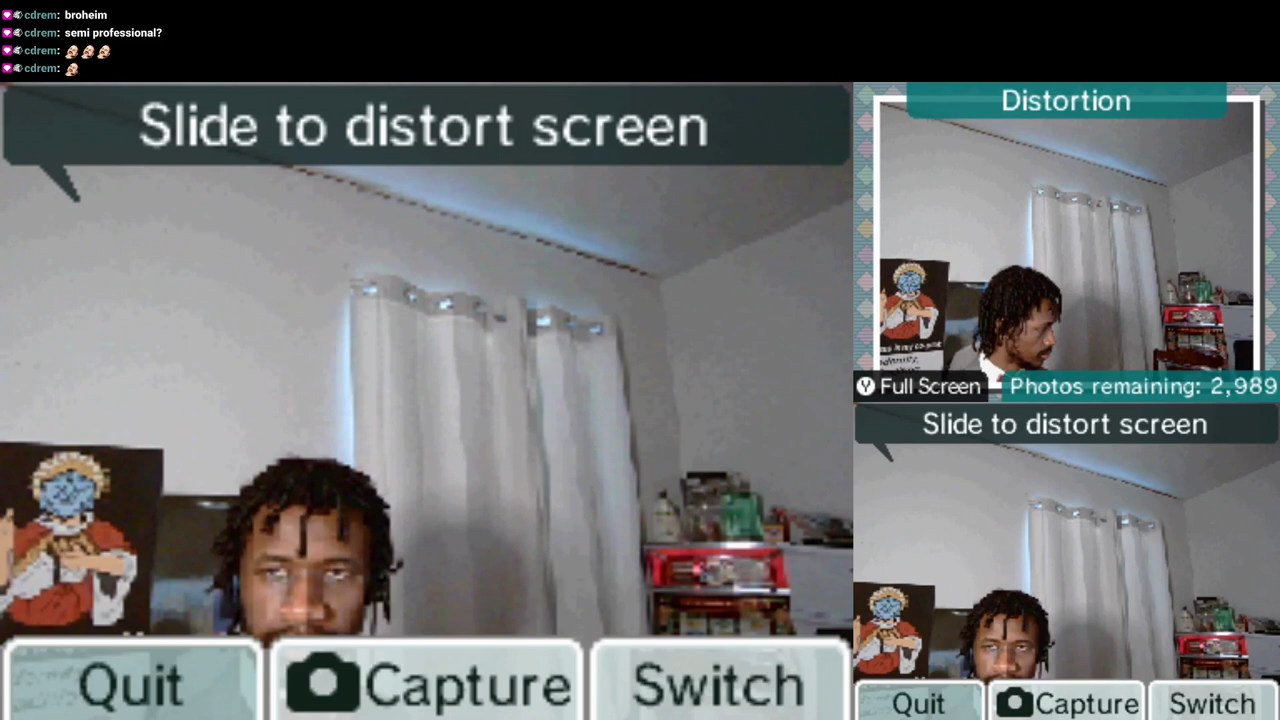 cdrem: broheim
cdrem: semi professional?
cdrem:
cdrem:
Slide to distort screen
Quit
Capture
Switch
Distortion
Y Full Screen
Photos remaining: 2,989
Slide to distort screen
Quit
Capture
Switch